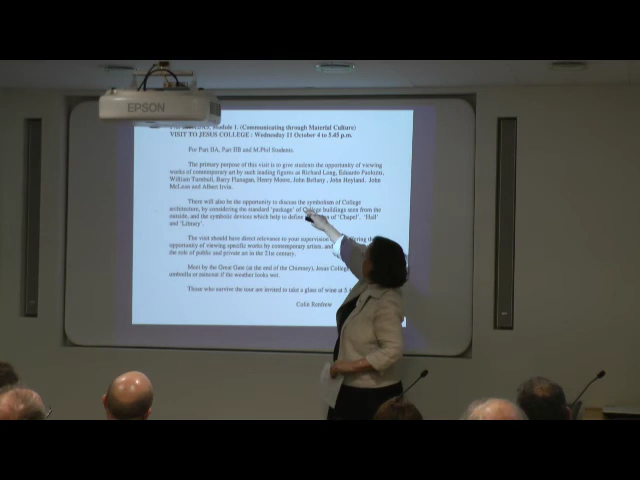 EPSON
Module 1. (Communicating through Material Culture)
VISIT TO JESUS COLLEGE : Wednesday 11 October 4 to 5.45 p.m.
For Part IIA, Part IIB and M.Phil Students.
The primary purpose of this visit is to give students the opportunity of viewing
works of contemporary art by such leading figures as Richard Long, Eduardo Paolozzi,
William Turnbull, Barry Flanagan, Henry Moore, John Bellany, John Hoyland, John
McLean and Albert Irvin.
There will also be the opportunity to discuss the symbolism of College
architecture, by considering the standard 'package' of College buildings seen from the
outside, and the symbolic devices which help to define of 'Chapel', 'Hall'
and 'Library'.
The visit should have direct relevance to your supervision the
opportunity of viewing specific works by contemporary artists, and
the role of public and private art in the 21st century.
Meet by the Great Gate (at the end of the Chimney), Jesus College
umbrella or raincoat if the weather looks wet.
Those who survive the tour are invited to take a glass of wine at
Colin Renfrew